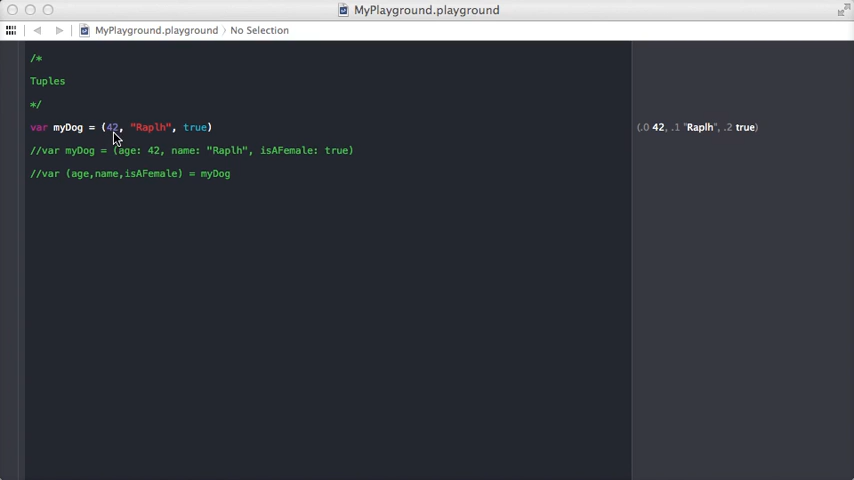 MyPlayground.playground
MyPlayground.playground 〉 No Selection
/*
Tuples
*/
var myDog = (42, "Raplh", true)
(.0 42, .1 "Raplh", .2 true)
//var myDog = (age: 42, name: "Raplh", isAFemale: true)
//var (age,name,isAFemale) = myDog